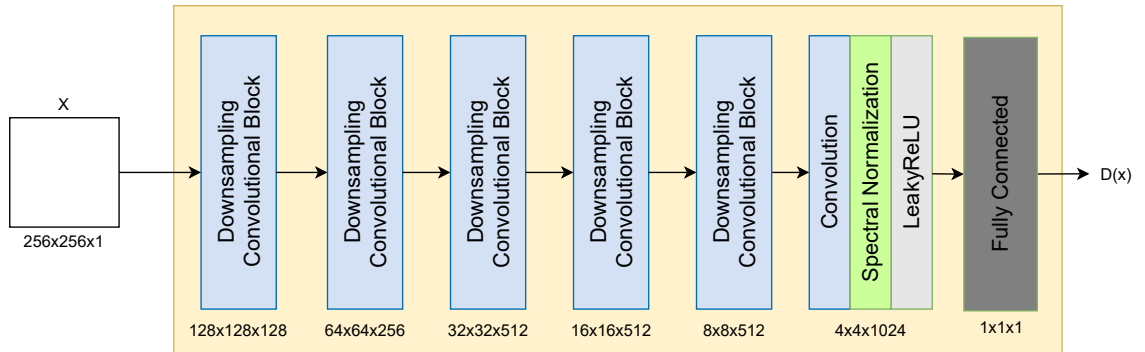 X
256x256x1
Downsampling
Convolutional Block
128x128x128
Downsampling
Convolutional Block
64x64x256
Downsampling
Convolutional Block
32x32x512
Downsampling
Convolutional Block
16x16x512
Downsampling
Convolutional Block
8x8x512
Convolution
Spectral Normalization
LeakyReLU
4x4x1024
Fully Connected
1x1x1
D(x)